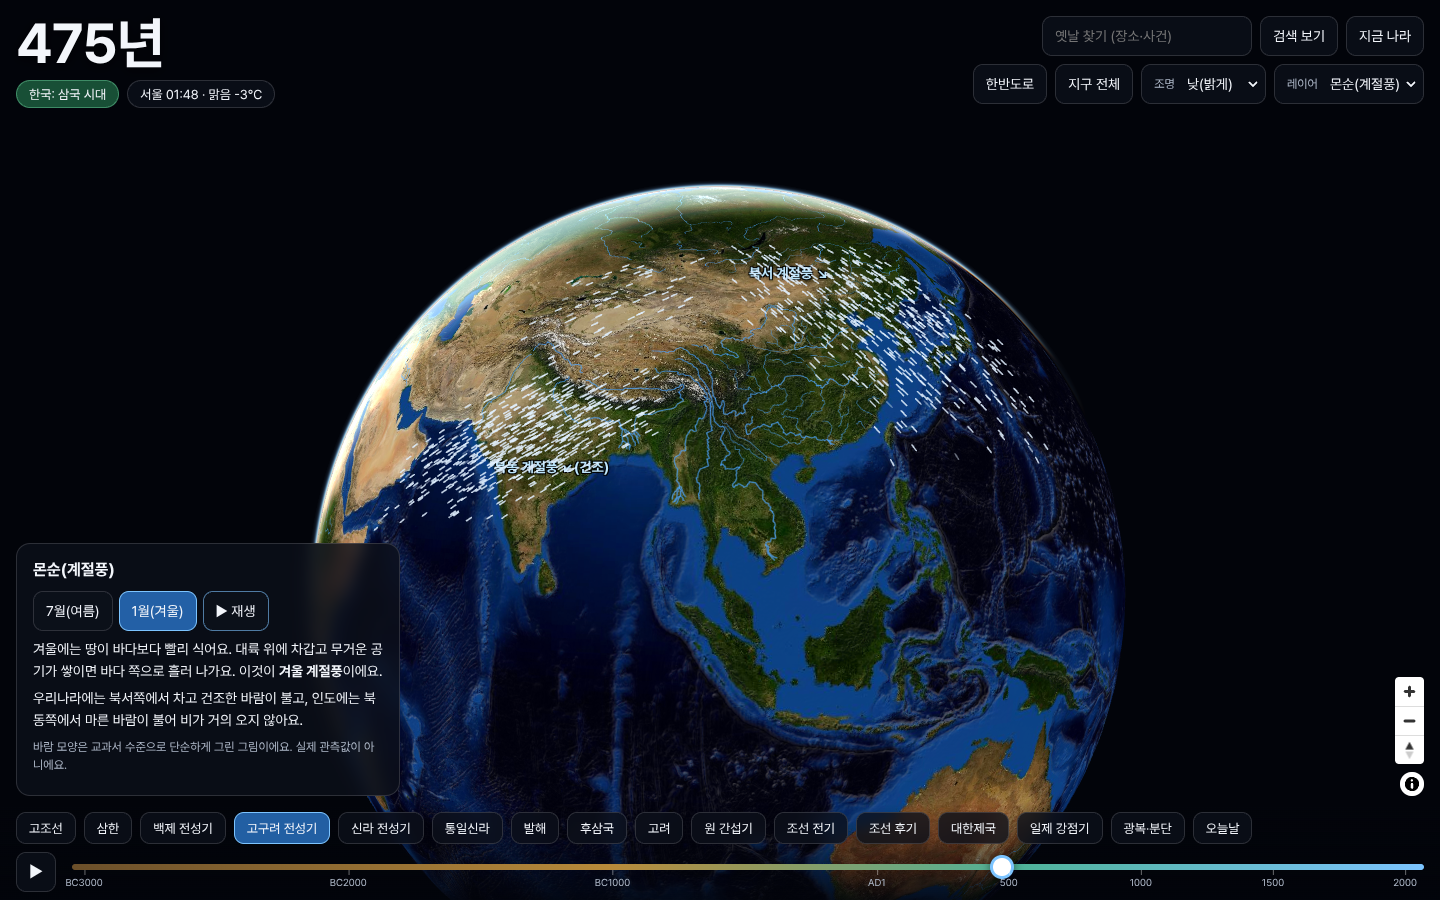 475년
한국: 삼국 시대
서울 01:48 · 맑음 -3°C
옛날 찾기 (장소·사건)
검색 보기
지금 나라
한반도로
지구 전체
조명 낮(밝게)
레이어 몬순(계절풍)
북서 계절풍 ↘
북동 계절풍 ↙ (건조)
몬순(계절풍)
7월(여름)
1월(겨울)
▶ 재생
겨울에는 땅이 바다보다 빨리 식어요. 대륙 위에 차갑고 무거운 공
기가 쌓이면 바다 쪽으로 흘러 나가요. 이것이 겨울 계절풍이에요.
우리나라에는 북서쪽에서 차고 건조한 바람이 불고, 인도에는 북
동쪽에서 마른 바람이 불어 비가 거의 오지 않아요.
바람 모양은 교과서 수준으로 단순하게 그린 그림이에요. 실제 관측값이 아
니에요.
고조선
삼한
백제 전성기
고구려 전성기
신라 전성기
통일신라
발해
후삼국
고려
원 간섭기
조선 전기
조선 후기
대한제국
일제 강점기
광복·분단
오늘날
BC3000
BC2000
BC1000
AD1
500
1000
1500
2000